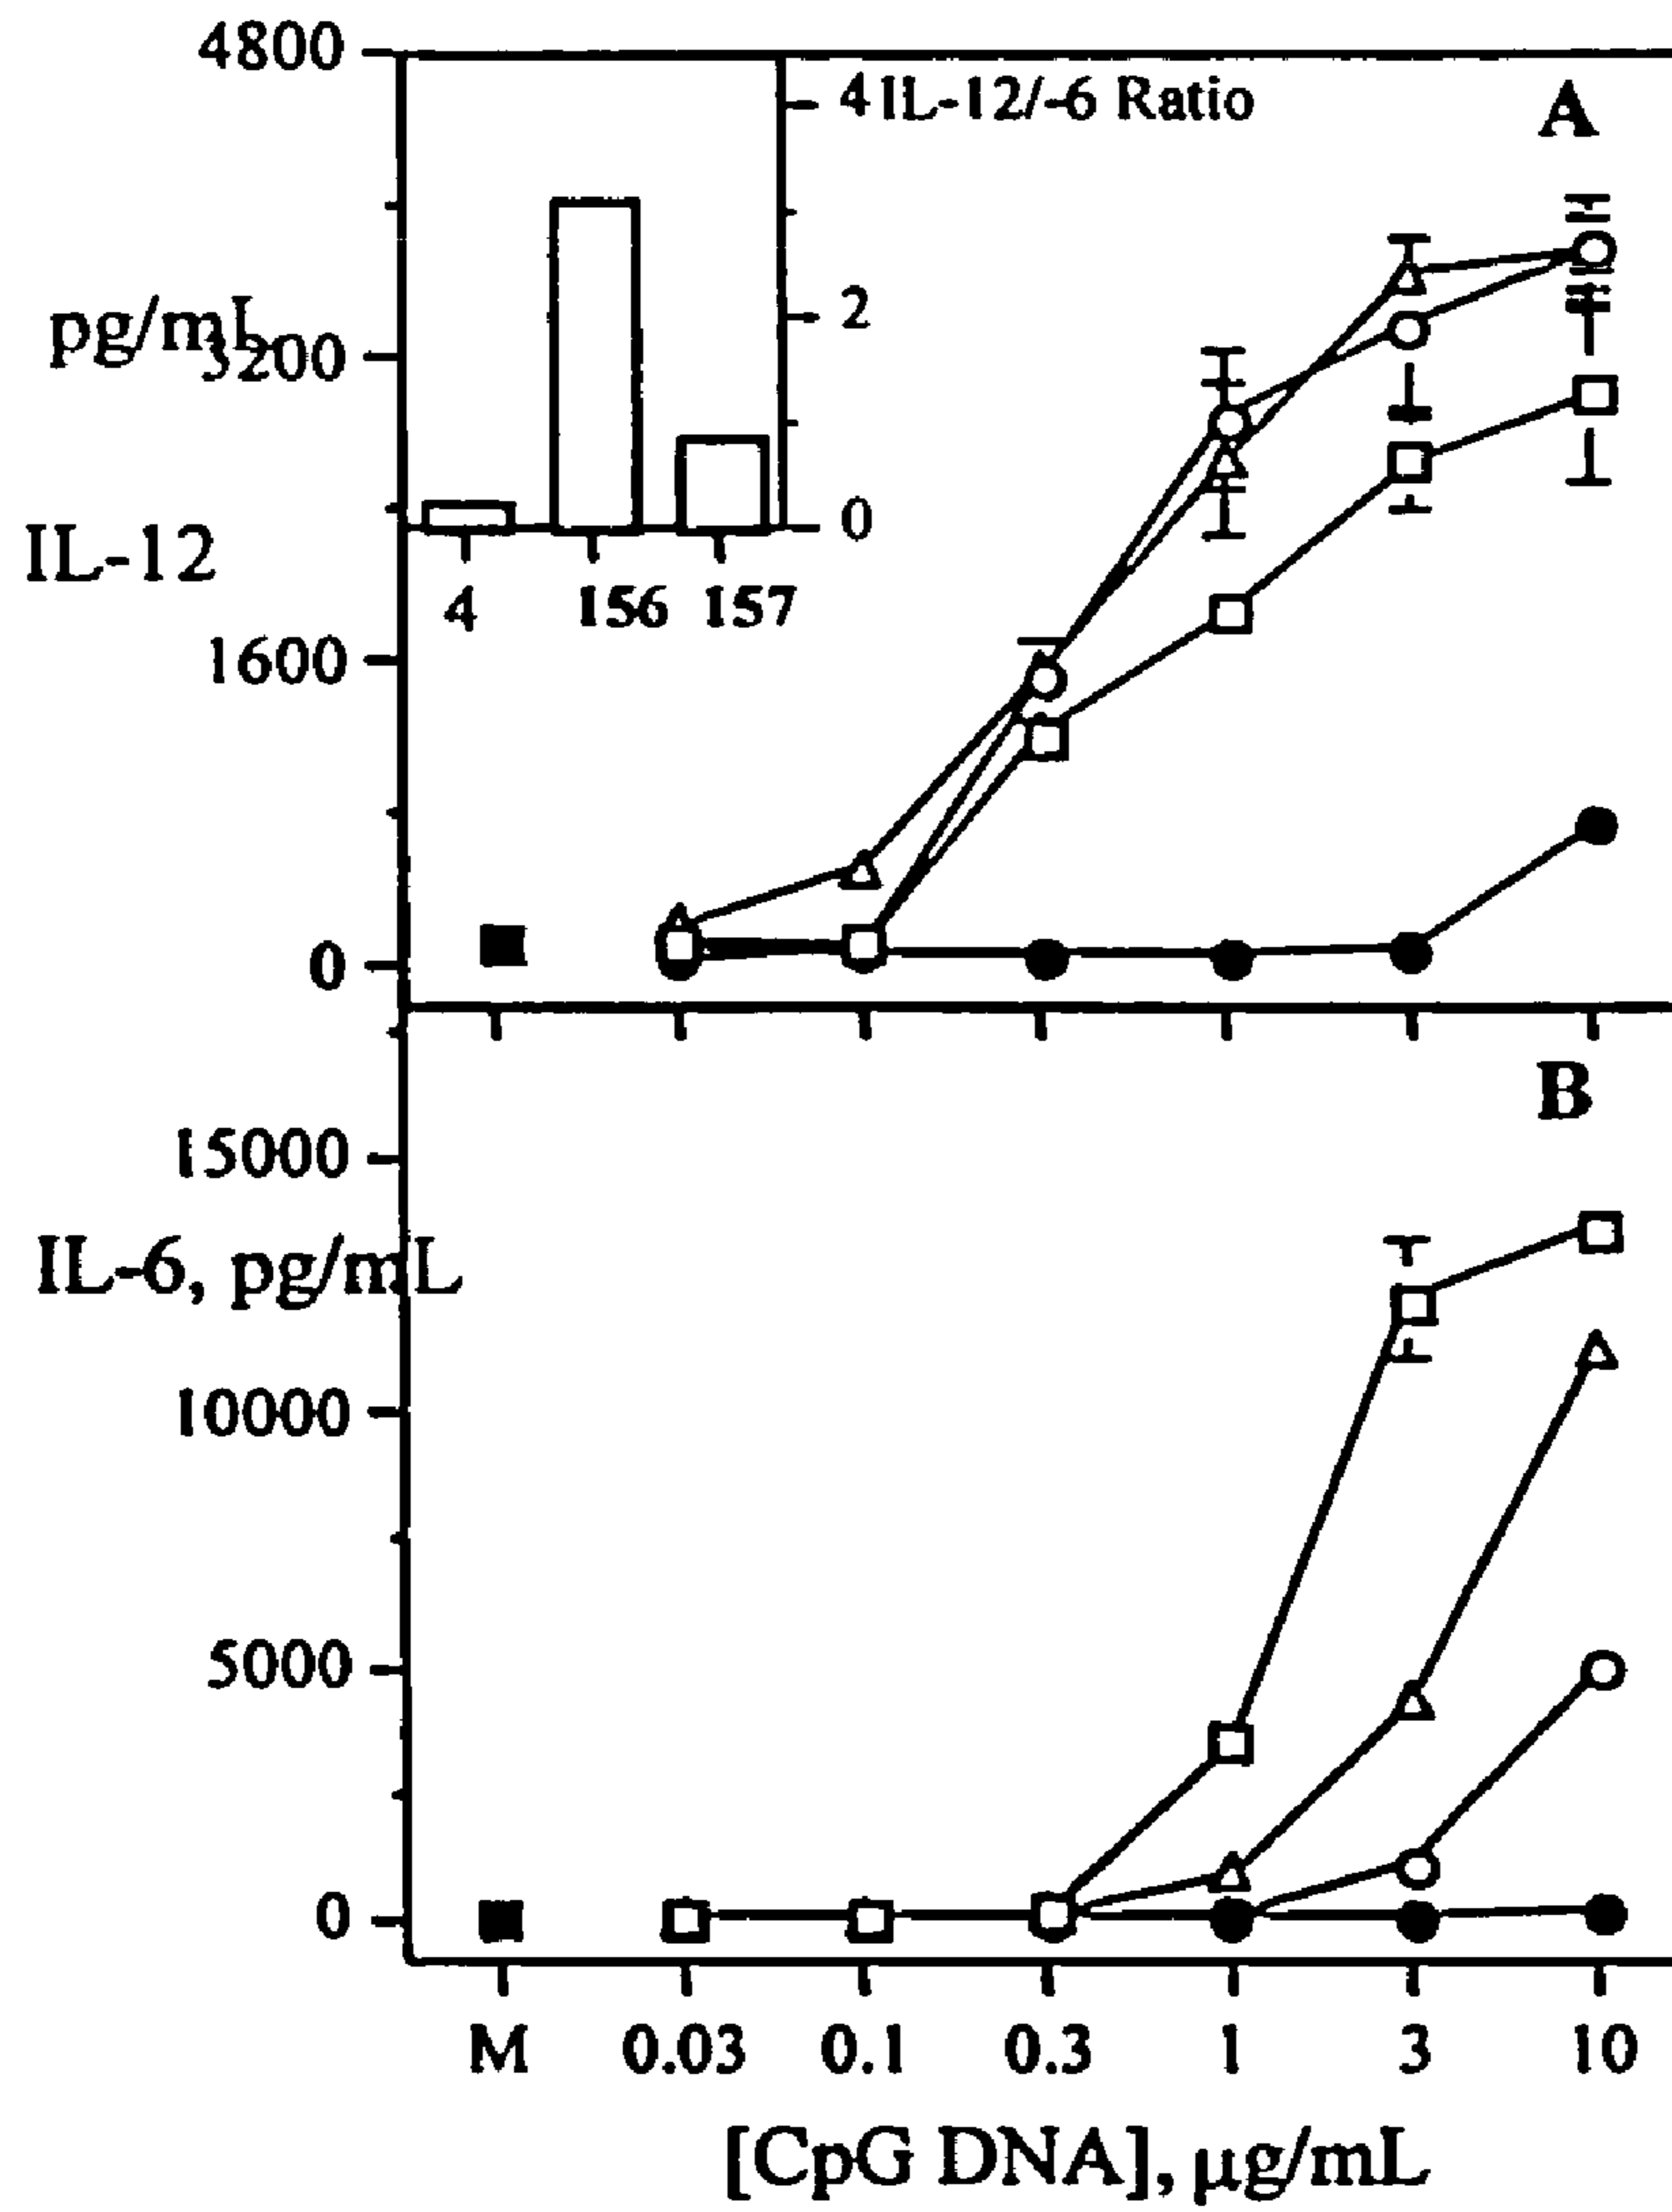 4800
4 IL-12/-6 Ratio
A
2
pg/mL
3200
0
IL-12
4 156 157
1600
0
B
15000
IL-6, pg/mL
10000
5000
0
M 0.03 0.1 0.3 1 3 10
[CpG DNA], µg/mL